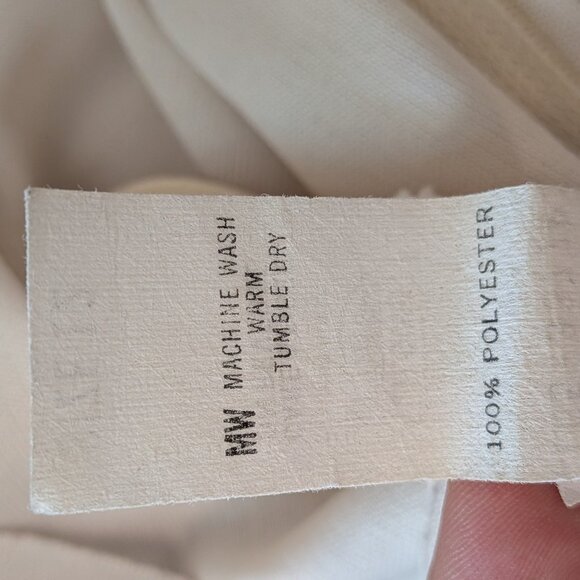 100% POLYESTER
MW MACHINE WASH
WARM
TUMBLE DRY